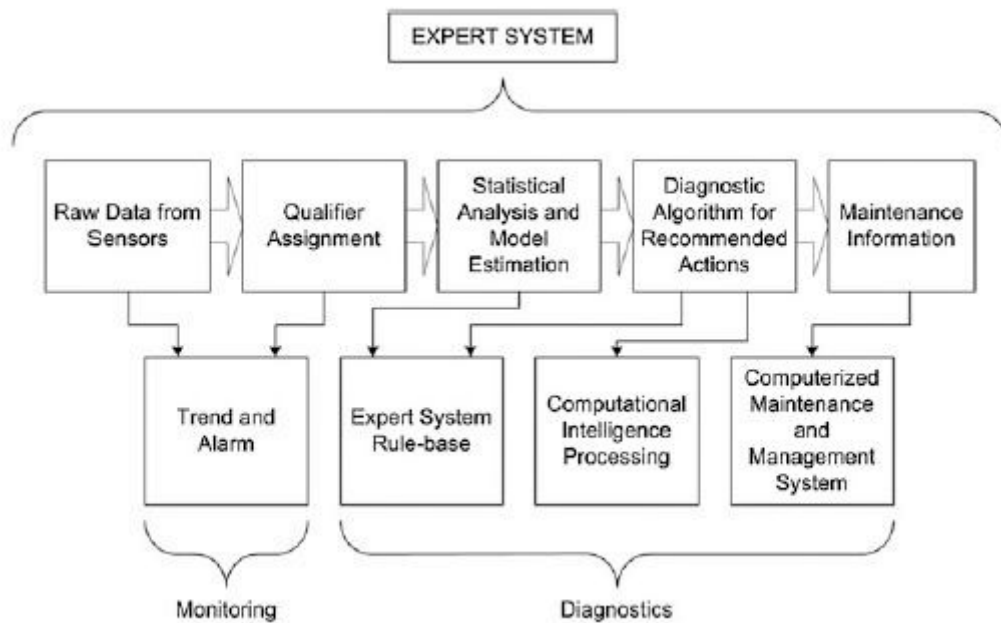 EXPERT SYSTEM
Raw Data from
Sensors
Qualifier
Assignment
Statistical
Analysis and
Model
Estimation
Diagnostic
Algorithm for
Recommended
Actions
Maintenance
Information
Trend and
Alarm
Expert System
Rule-base
Computational
Intelligence
Processing
Computerized
Maintenance
and
Management
System
Monitoring
Diagnostics